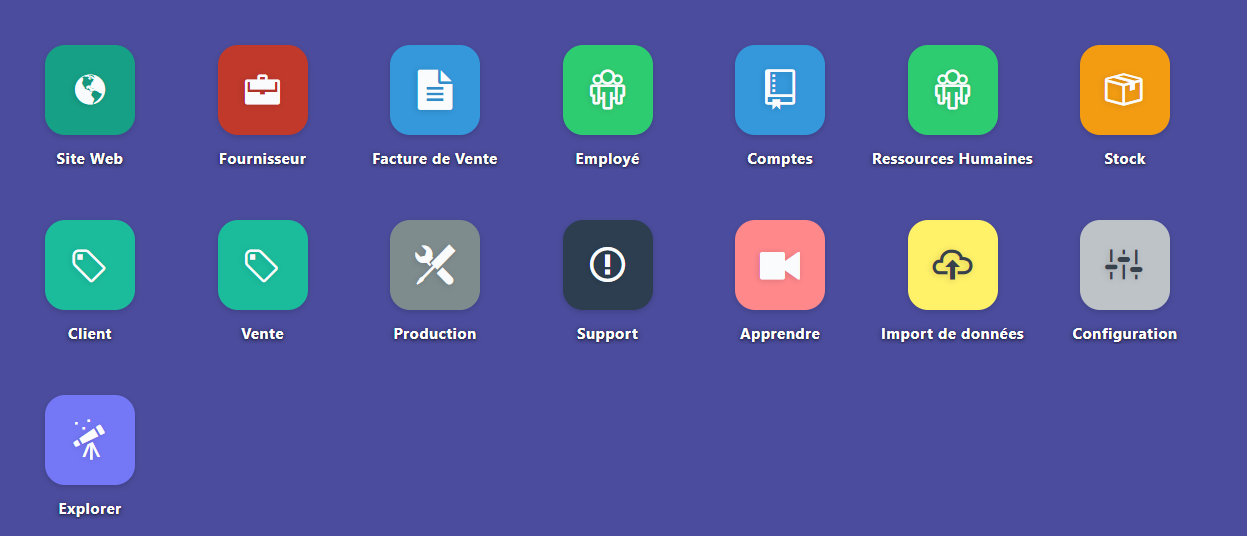 Site Web
Fournisseur
Facture de Vente
Employé
Comptes
Ressources Humaines
Stock
Client
Vente
Production
Support
Apprendre
Import de données
Configuration
Explorer